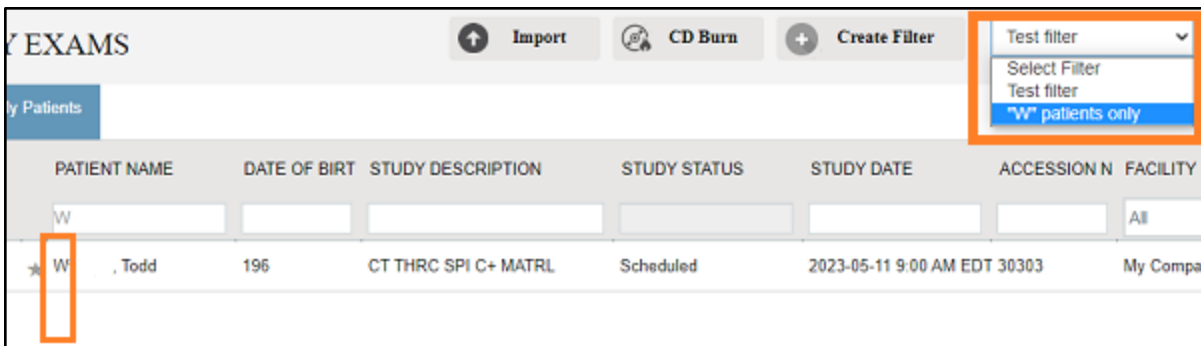 Y EXAMS Import CD Burn Create Filter Test filter
Select Filter
Test filter
"W" patients only
ly Patients
PATIENT NAME DATE OF BIRT STUDY DESCRIPTION STUDY STATUS STUDY DATE ACCESSION N FACILITY
W All
W , Todd 196 CT THRC SPI C+ MATRL Scheduled 2023-05-11 9:00 AM EDT 30303 My Compa